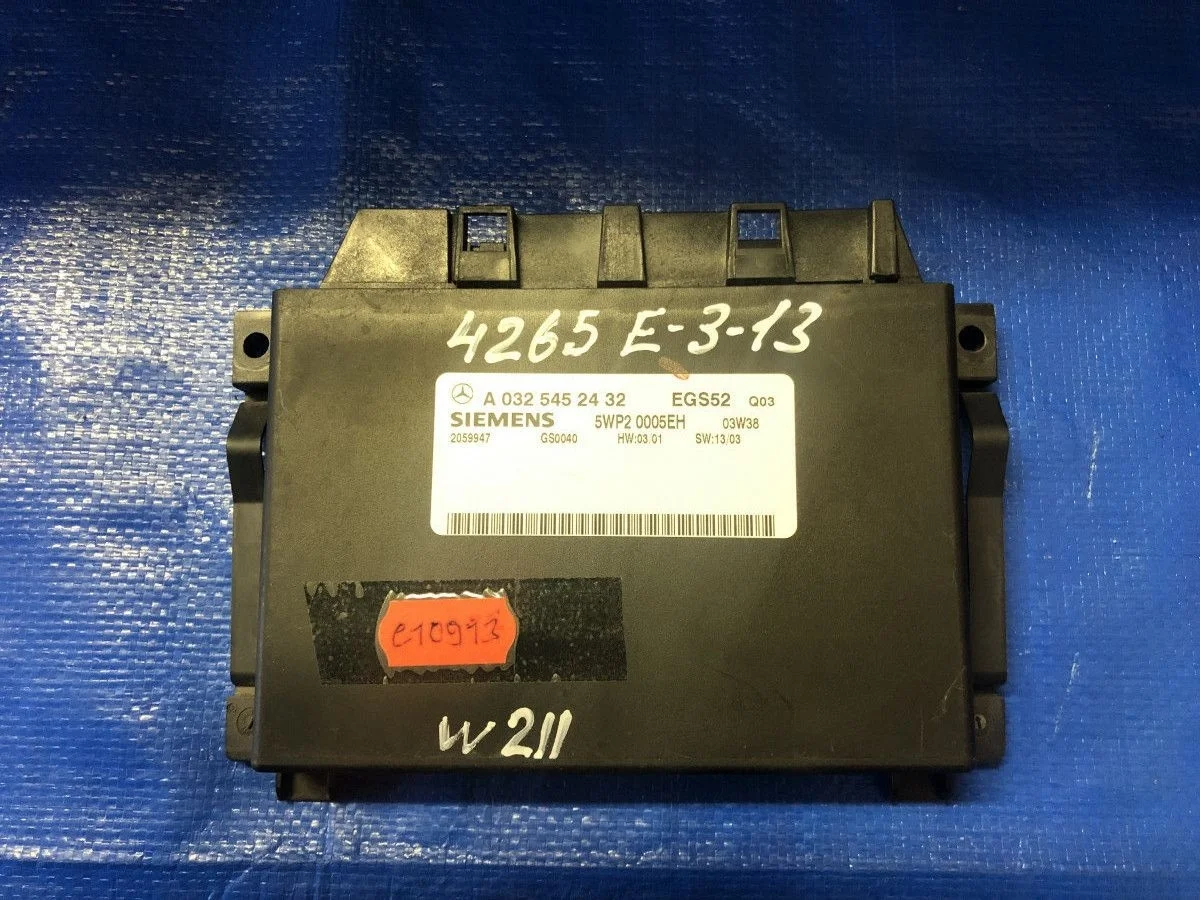 4265 E-3-13
A 032 545 24 32 EGS52 Q03
SIEMENS 5WP2 0005EH 03W38
2059947 GS0040 HW:03/01 SW:13/03
e10913
W211